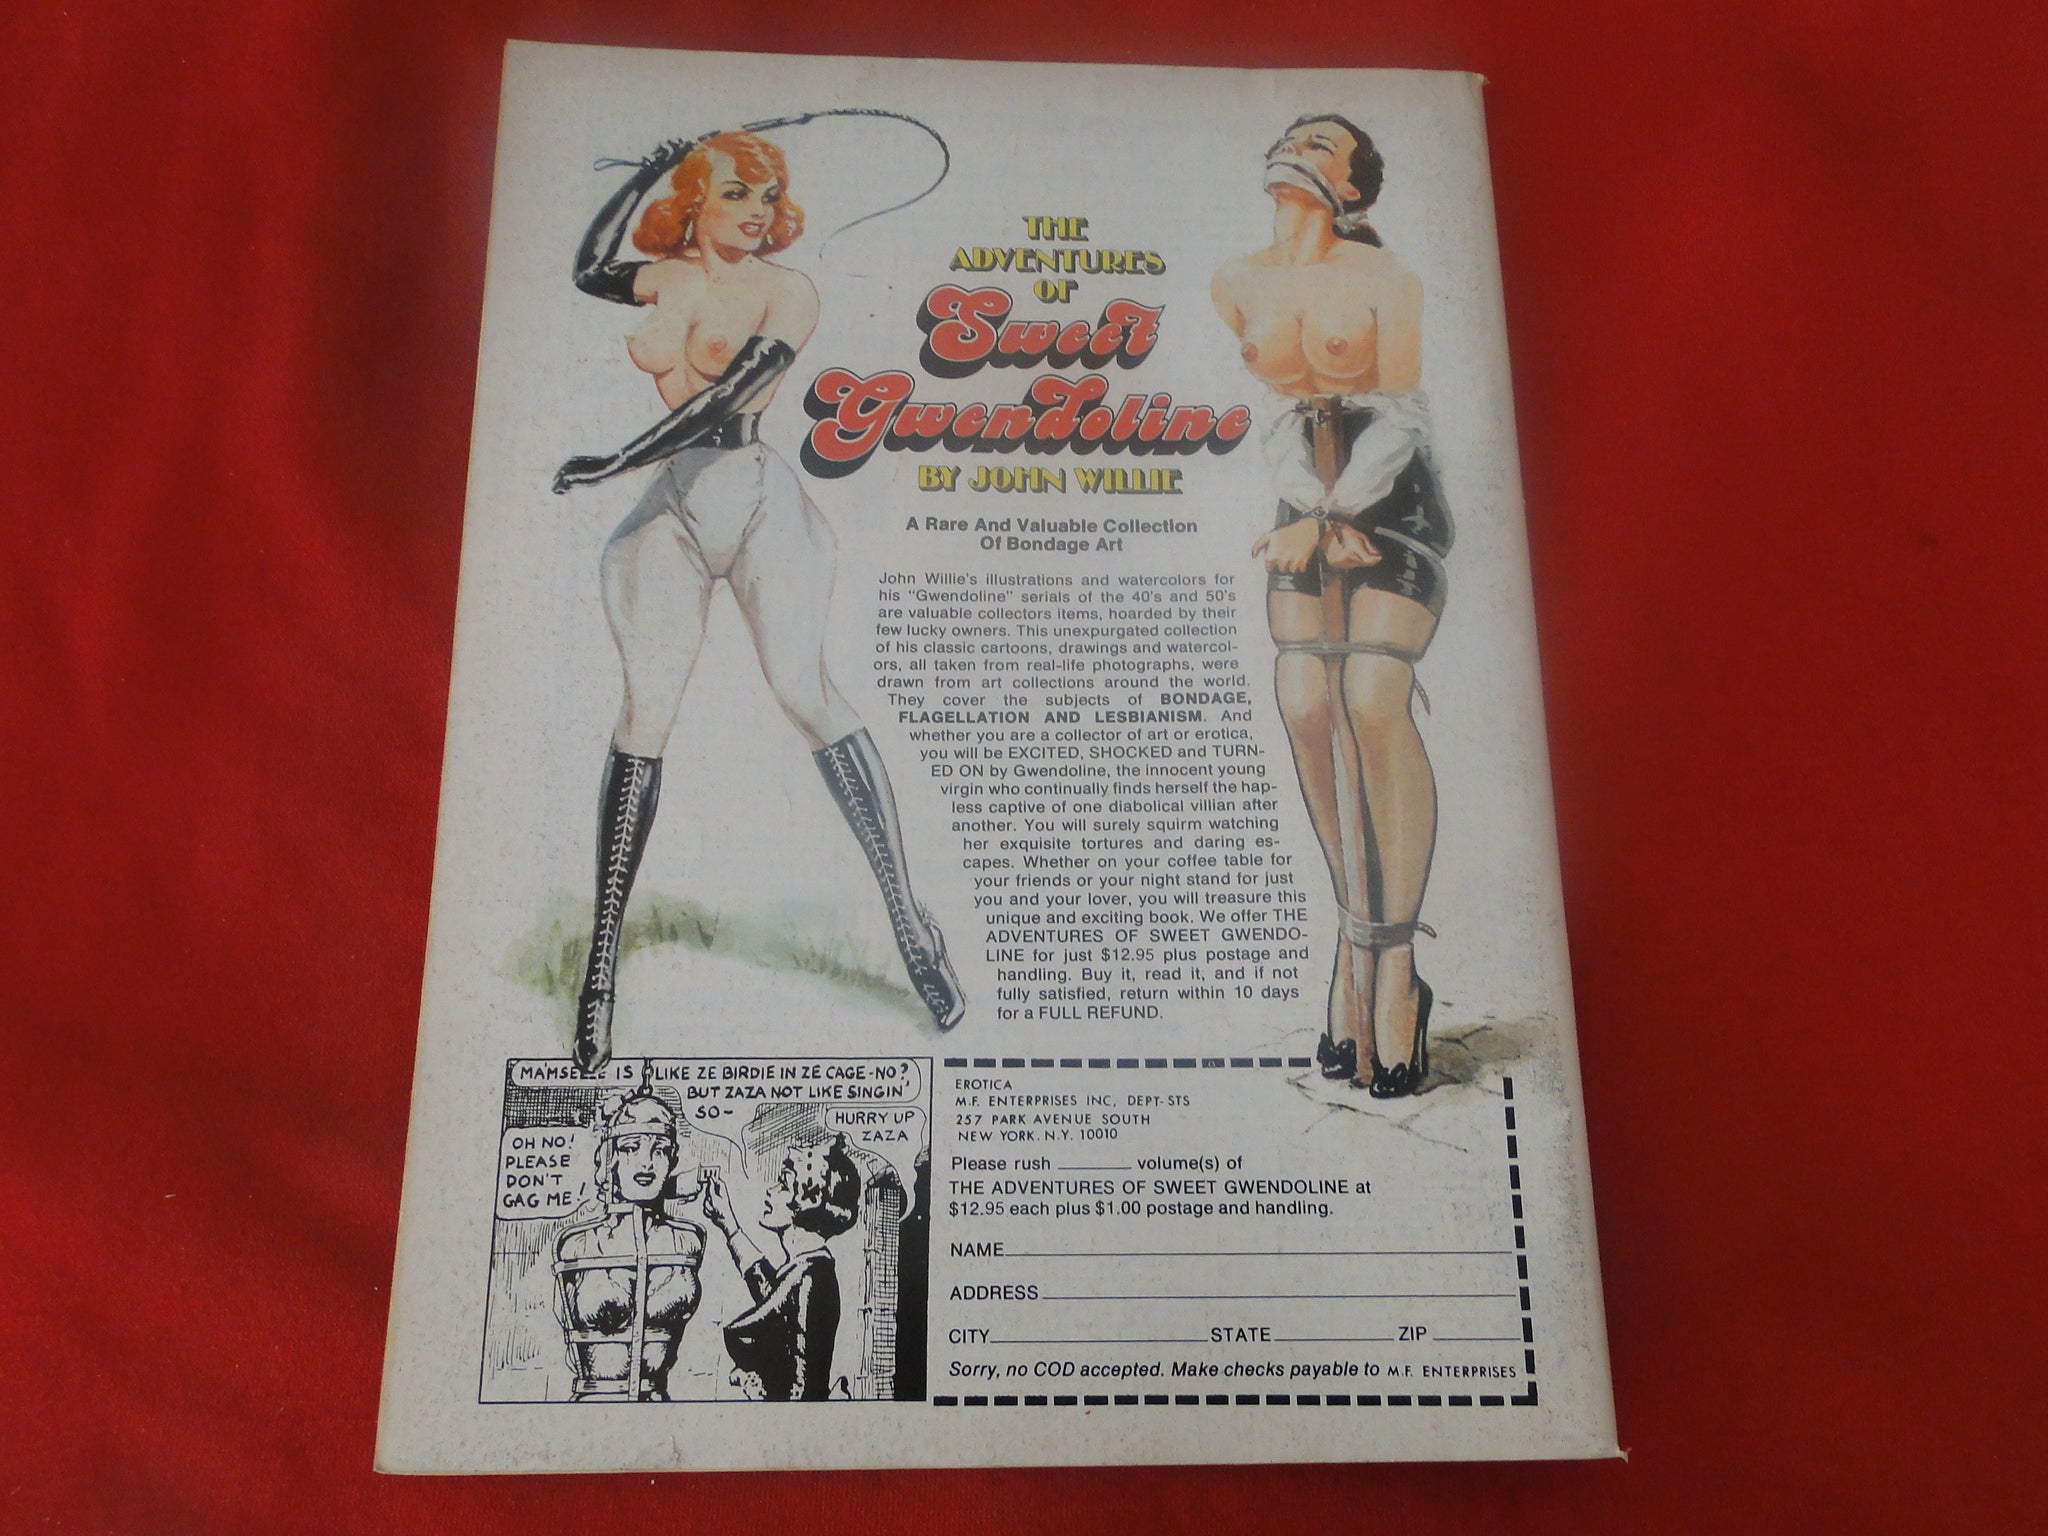 THE
ADVENTURES
OF
Sweet
Gwendoline
BY JOHN WILLIE
A Rare And Valuable Collection
Of Bondage Art
John Willie's illustrations and watercolors for
his "Gwendoline" serials of the 40's and 50's
are valuable collectors items, hoarded by their
few lucky owners. This unexpurgated collection
of his classic cartoons, drawings and watercol-
ors, all taken from real-life photographs, were
drawn from art collections around the world.
They cover the subjects of BONDAGE,
FLAGELLATION AND LESBIANISM. And
whether you are a collector of art or erotica,
you will be EXCITED, SHOCKED and TURN-
ED ON by Gwendoline, the innocent young
virgin who continually finds herself the hap-
less captive of one diabolical villian after
another. You will surely squirm watching
her exquisite tortures and daring es-
capes. Whether on your coffee table for
your friends or your night stand for just
you and your lover, you will treasure this
unique and exciting book. We offer THE
ADVENTURES OF SWEET GWENDO-
LINE for just $12.95 plus postage and
handling. Buy it, read it, and if not
fully satisfied, return within 10 days
for a FULL REFUND.
MAMSELLE IS LIKE ZE BIRDIE IN ZE CAGE-NO?
BUT ZAZA NOT LIKE SINGIN'
SO-
HURRY UP
ZAZA
OH NO!
PLEASE
DON'T
GAG ME!
EROTICA
M.F. ENTERPRISES INC, DEPT- STS
257 PARK AVENUE SOUTH
NEW YORK. N.Y. 10010
Please rush ______ volume(s) of
THE ADVENTURES OF SWEET GWENDOLINE at
$12.95 each plus $1.00 postage and handling.
NAME
ADDRESS
CITY STATE ZIP
Sorry, no COD accepted. Make checks payable to M.F. ENTERPRISES